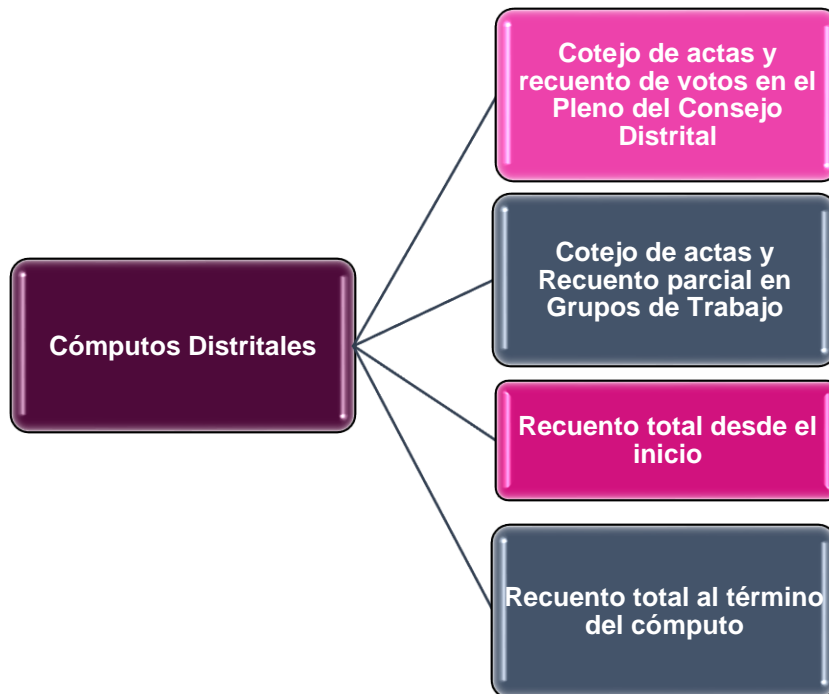 Cotejo de actas y
recuento de votos en el
Pleno del Consejo
Distrital
Cotejo de actas y
Recuento parcial en
Grupos de Trabajo
Cómputos Distritales
Recuento total desde el
inicio
Recuento total al término
del cómputo